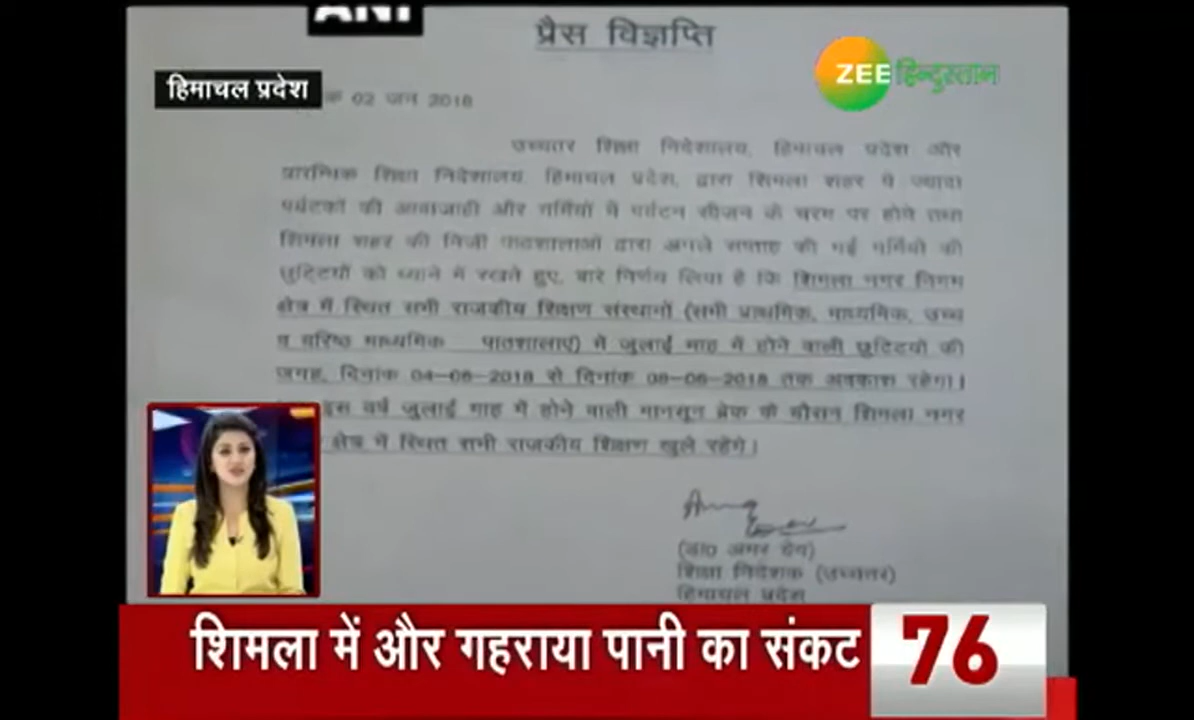 ANI
प्रैस विज्ञप्ति
ZEE हिन्दुस्तान
हिमाचल प्रदेश
क 02 जन 2018
उच्चतर शिक्षा निदेशालय, हिमाचल प्रदेश और
प्रारम्भिक शिक्षा निदेशालय, हिमाचल प्रदेश, द्वारा शिमला शहर में ज्यादा
पर्यटकों की आवाजाही और गर्मियों में पर्यटन सीजन के चरम पर होने तथा
शिमला शहर की निजी पाठशालाओं द्वारा अगले सप्ताह की गई गर्मियों की
छुट्टियों को ध्याने में रखते हुए, बारे निर्णय लिया है कि शिमला नगर निगम
क्षेत्र में स्थित सभी राजकीय शिक्षण संस्थानों (सभी प्राथमिक, माध्यमिक, उच्च
व वरिष्ठ माध्यमिक पाठशालाएं) में जुलाई माह में होने वाली छुट्टियों की
जगह, दिनांक 04-06-2018 से दिनांक 08-06-2018 तक अवकाश रहेगा।
इस वर्ष जुलाई माह में होने वाली मानसून ब्रेक के दौरान शिमला नगर
क्षेत्र में स्थित सभी राजकीय शिक्षण खुले रहेंगे।
(डा0 अमर देव)
शिक्षा निदेशक (उच्चतर)
हिमाचल प्रदेश
शिमला में और गहराया पानी का संकट
76